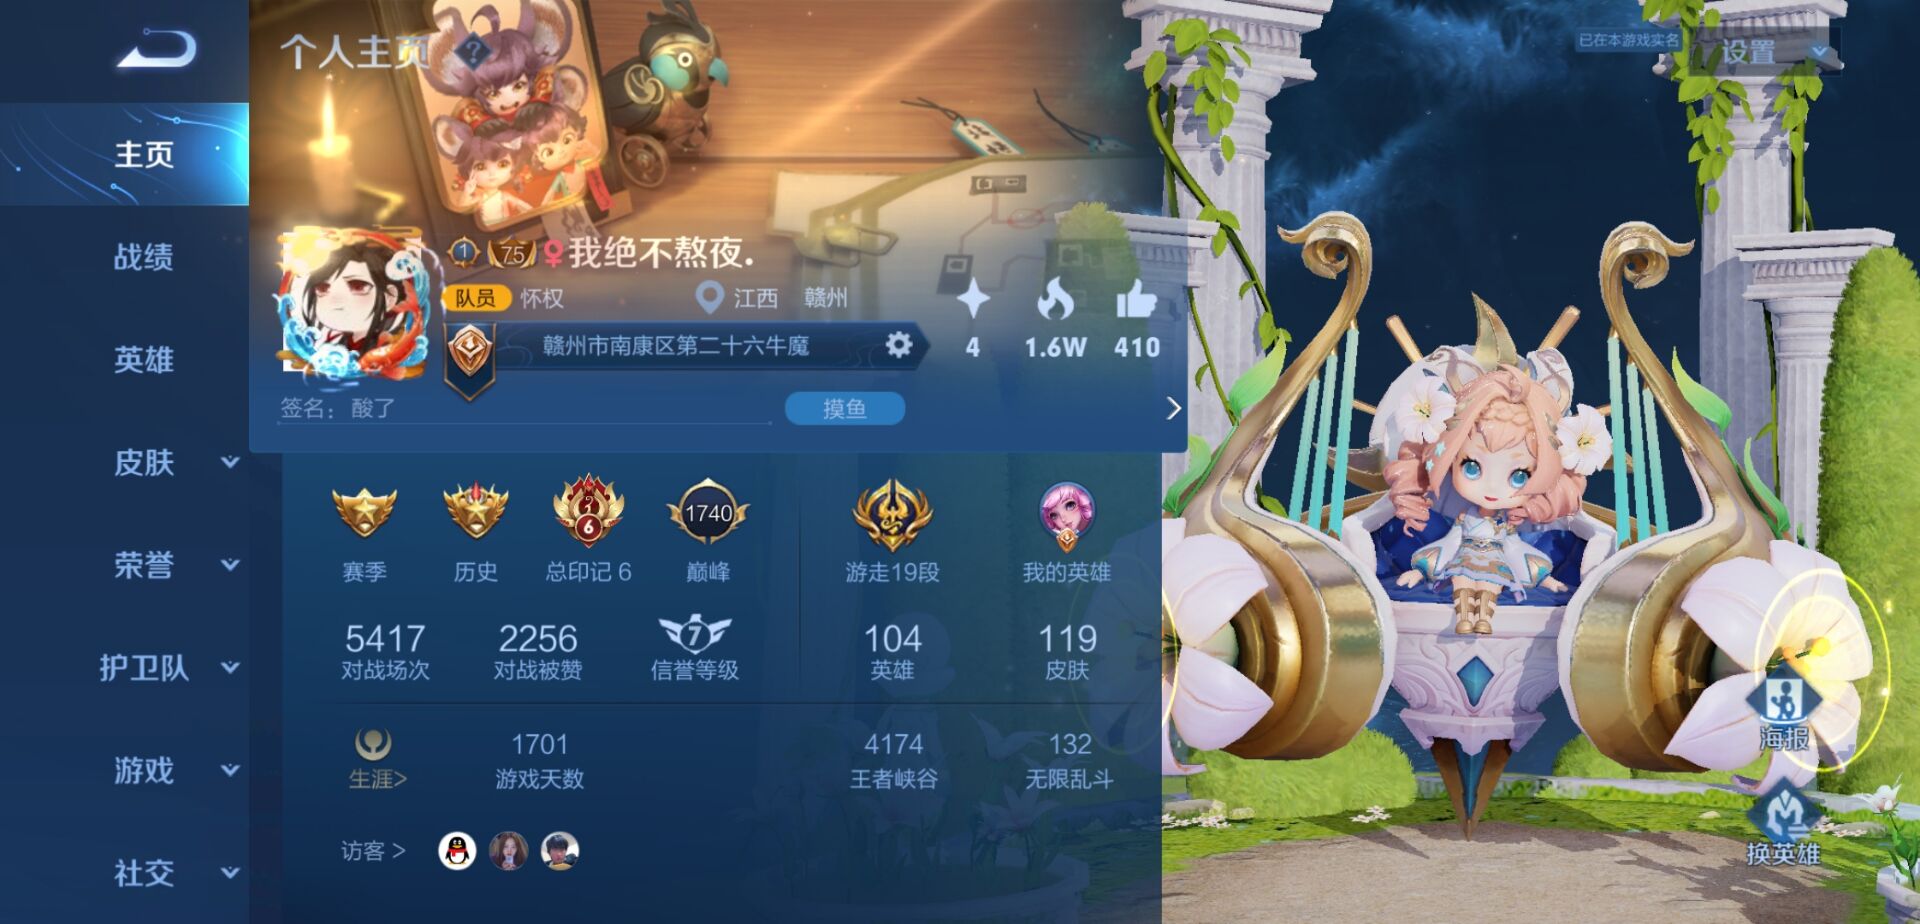 个人主页 ?
已在本游戏实名
设置
主页
战绩
英雄
皮肤
荣誉
护卫队
游戏
社交
1 75 ♀我绝不熬夜.
队员 怀权 江西 赣州
赣州市南康区第二十六牛魔
4 1.6W 410
签名: 酸了
摸鱼
6 1740
赛季 历史 总印记 6 巅峰 游走19段 我的英雄
5417 2256 7 104 119
对战场次 对战被赞 信誉等级 英雄 皮肤
1701 4174 132
生涯> 游戏天数 王者峡谷 无限乱斗
访客 >
海报
换英雄